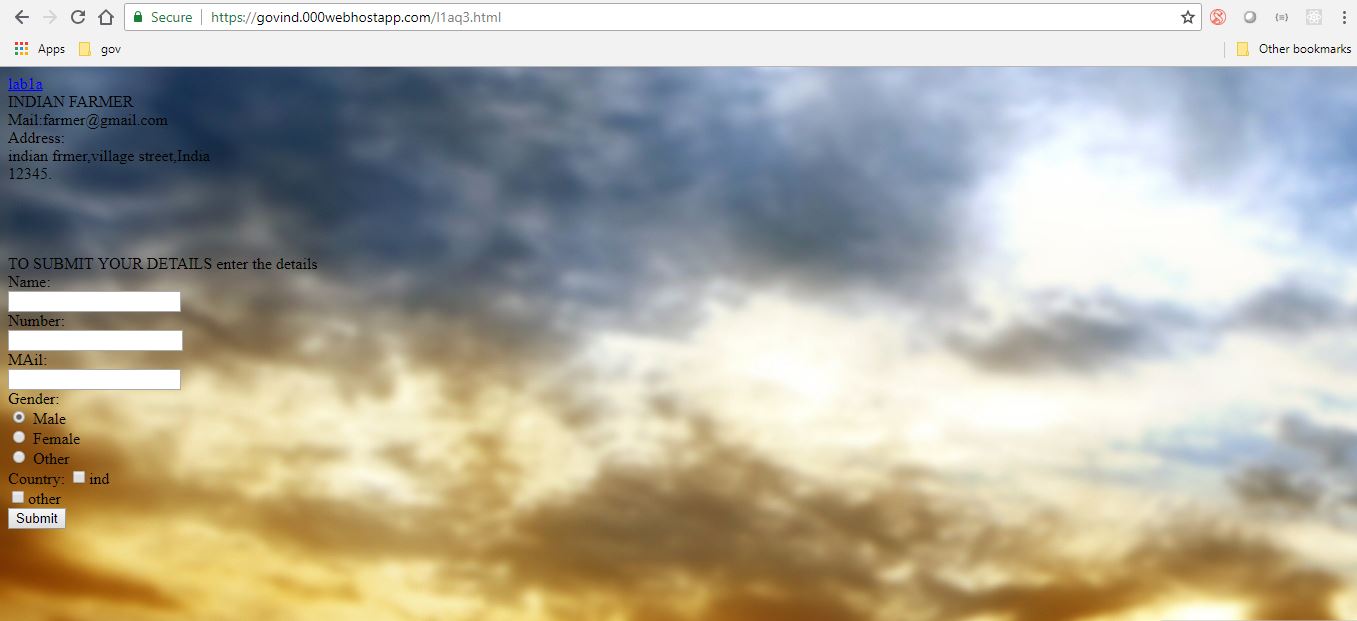 Secure https://govind.000webhostapp.com/l1aq3.html
Apps gov Other bookmarks
lab1a
INDIAN FARMER
Mail:farmer@gmail.com
Address:
indian frmer,village street,India
12345.
TO SUBMIT YOUR DETAILS enter the details
Name:
Number:
MAil:
Gender:
Male
Female
Other
Country: ind
other
Submit